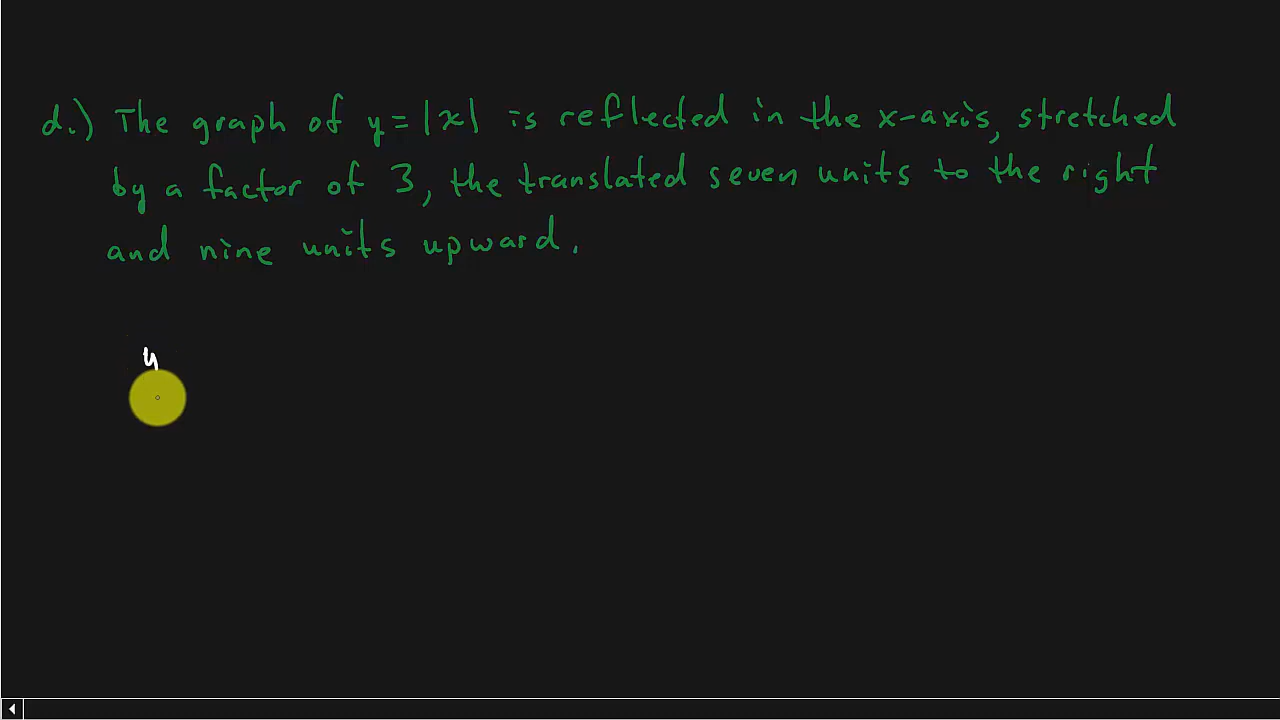 d.) The graph of y = |x| is reflected in the x-axis, stretched
by a factor of 3, the translated seven units to the right
and nine units upward.
y